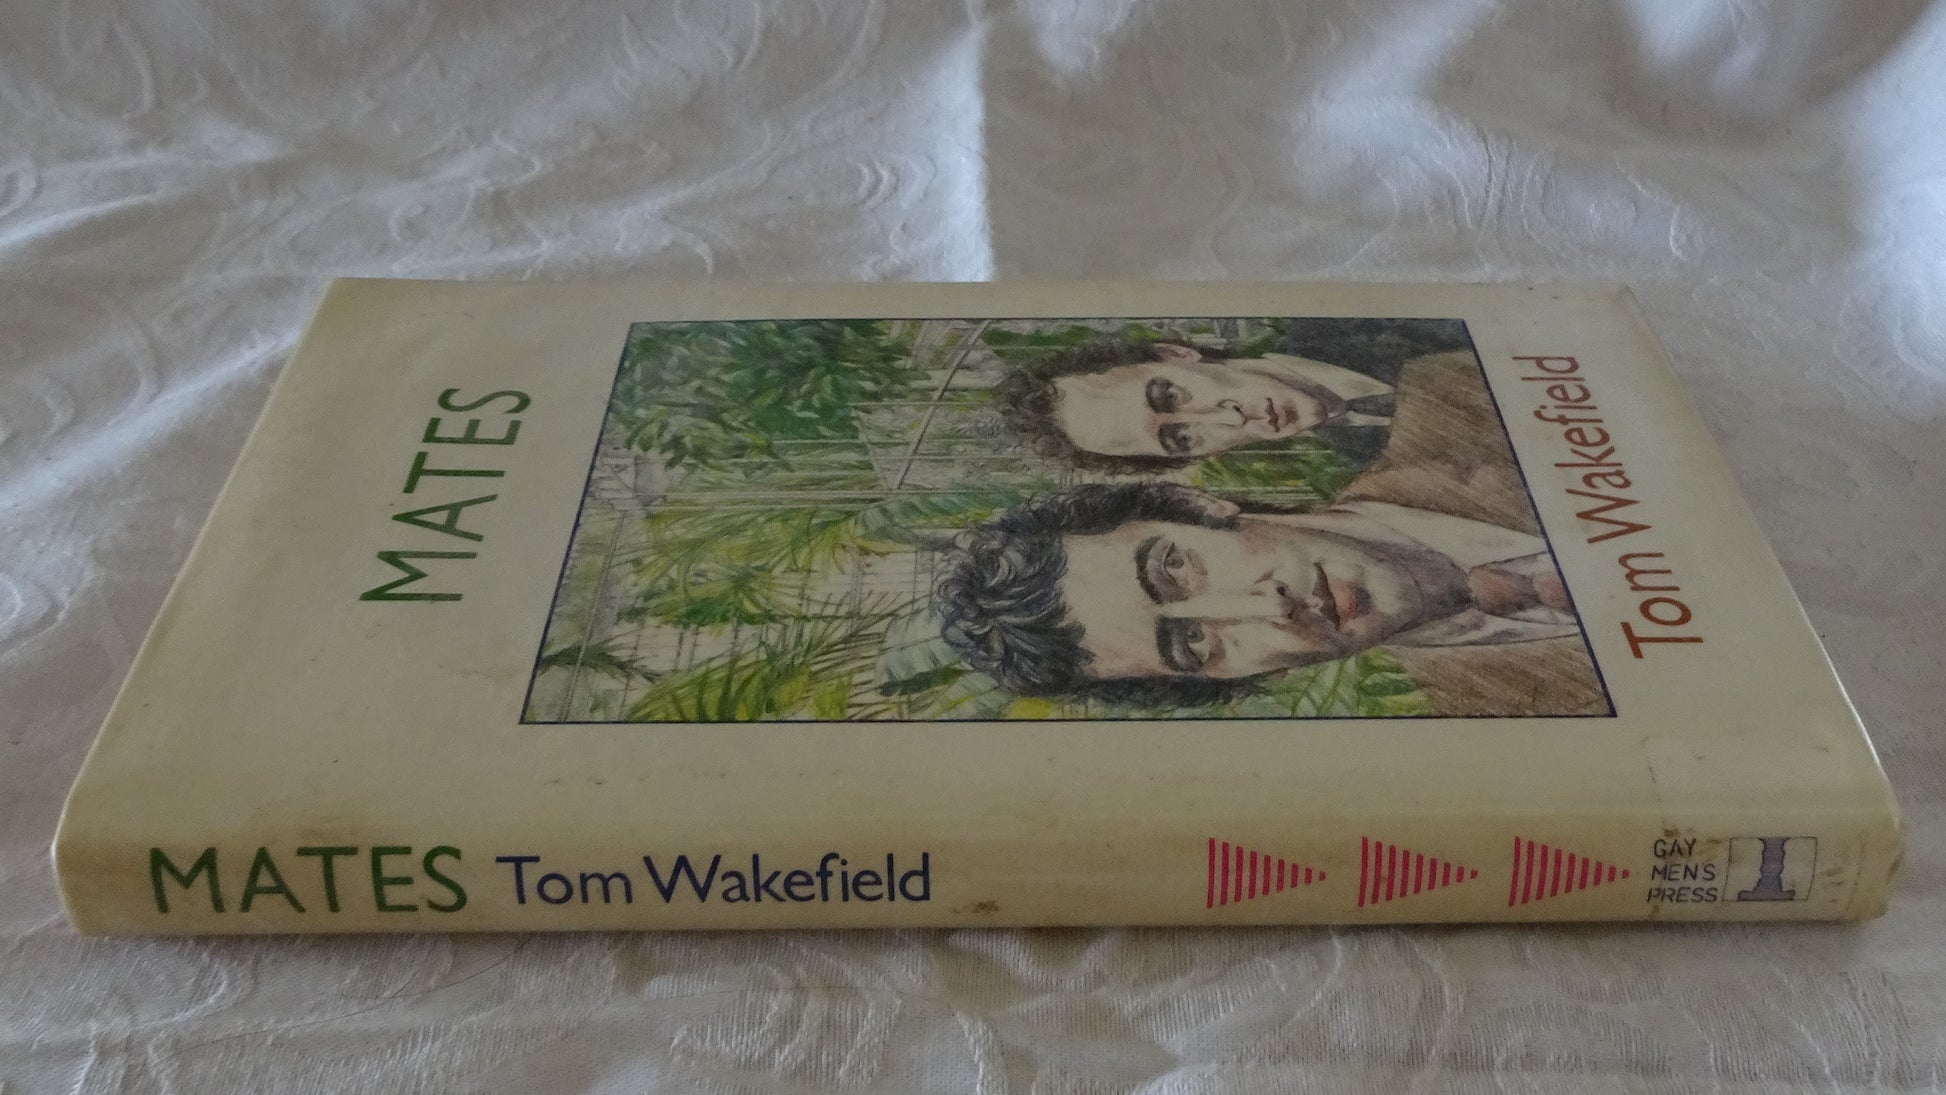 MATES
Tom Wakefield
MATES Tom Wakefield
GAY
MEN'S
PRESS